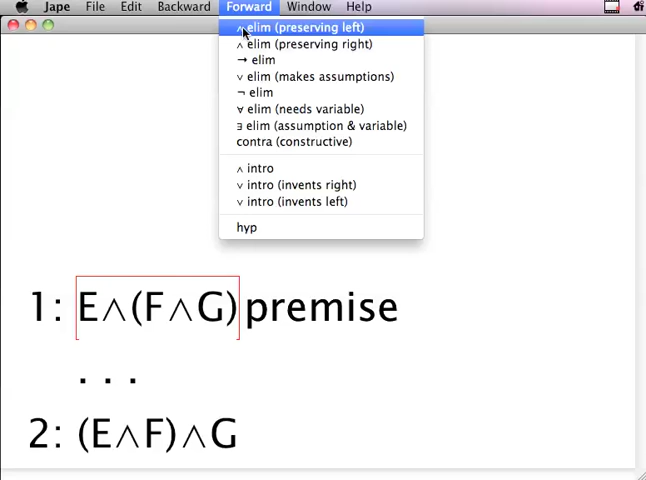 Jape File Edit Backward Forward Window Help
∧ elim (preserving left)
∧ elim (preserving right)
→ elim
∨ elim (makes assumptions)
¬ elim
∀ elim (needs variable)
∃ elim (assumption & variable)
contra (constructive)
∧ intro
∨ intro (invents right)
∨ intro (invents left)
hyp
1: E∧(F∧G) premise
. . .
2: (E∧F)∧G